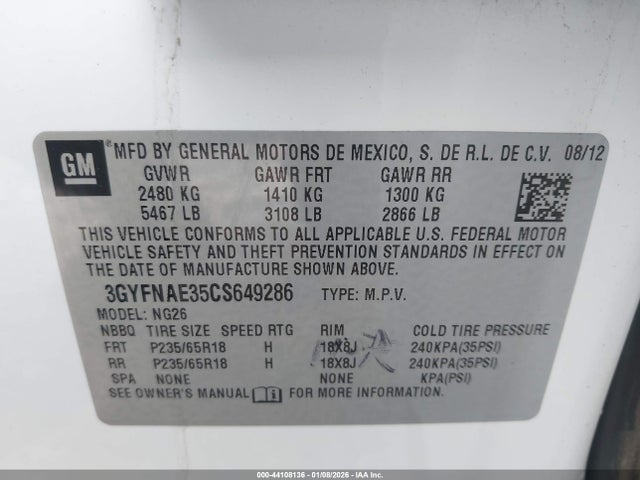 GM ® MFD BY GENERAL MOTORS DE MEXICO, S. DE R.L. DE C.V. 08/12
GVWR GAWR FRT GAWR RR
2480 KG 1410 KG 1300 KG
5467 LB 3108 LB 2866 LB
THIS VEHICLE CONFORMS TO ALL APPLICABLE U.S. FEDERAL MOTOR
VEHICLE SAFETY AND THEFT PREVENTION STANDARDS IN EFFECT ON
THE DATE OF MANUFACTURE SHOWN ABOVE.
3GYFNAE35CS649286 TYPE: M.P.V.
MODEL: NG26
NBBQ TIRE SIZE SPEED RTG RIM COLD TIRE PRESSURE
FRT P235/65R18 H 18X8J 240KPA(35PSI)
RR P235/65R18 H 18X8J 240KPA(35PSI)
SPA NONE NONE KPA(PSI)
SEE OWNER'S MANUAL FOR MORE INFORMATION.
000-44108136 - 01/08/2026 - IAAI Branches